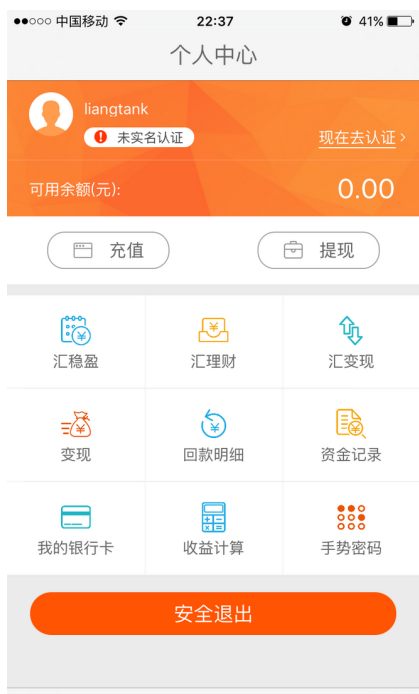 中国移动 22:37 41%
个人中心
liangtank
未实名认证 现在去认证
可用余额(元): 0.00
充值 提现
汇稳盈 汇理财 汇变现
变现 回款明细 资金记录
我的银行卡 收益计算 手势密码
安全退出